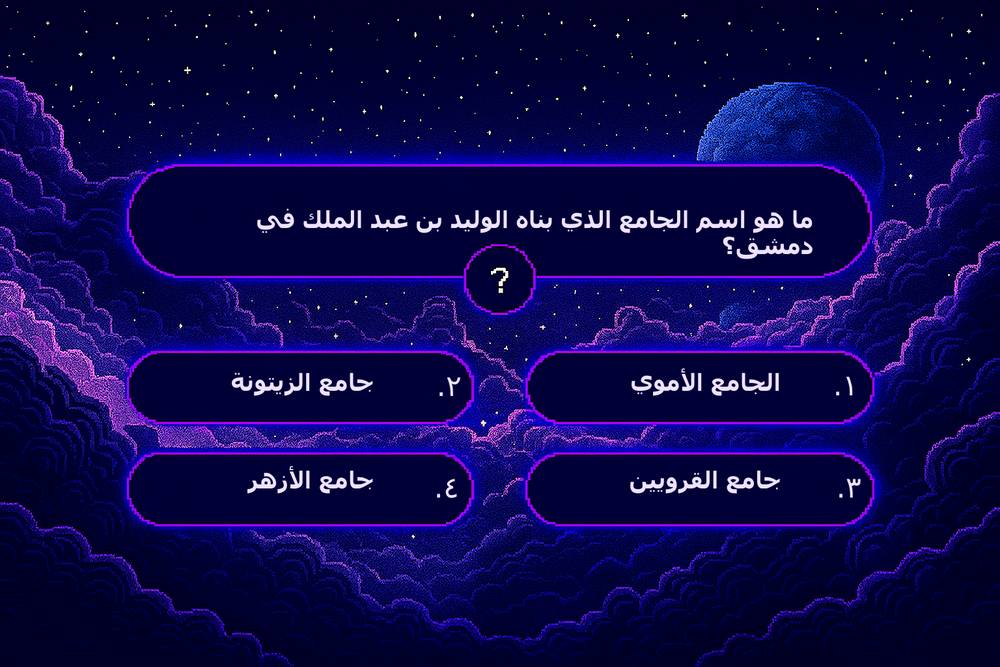 ما هو اسم الجامع الذي بناه الوليد بن عبد الملك في
دمشق؟
?
١. الجامع الأموي
٢. جامع الزيتونة
٣. جامع القرويين
٤. جامع الأزهر